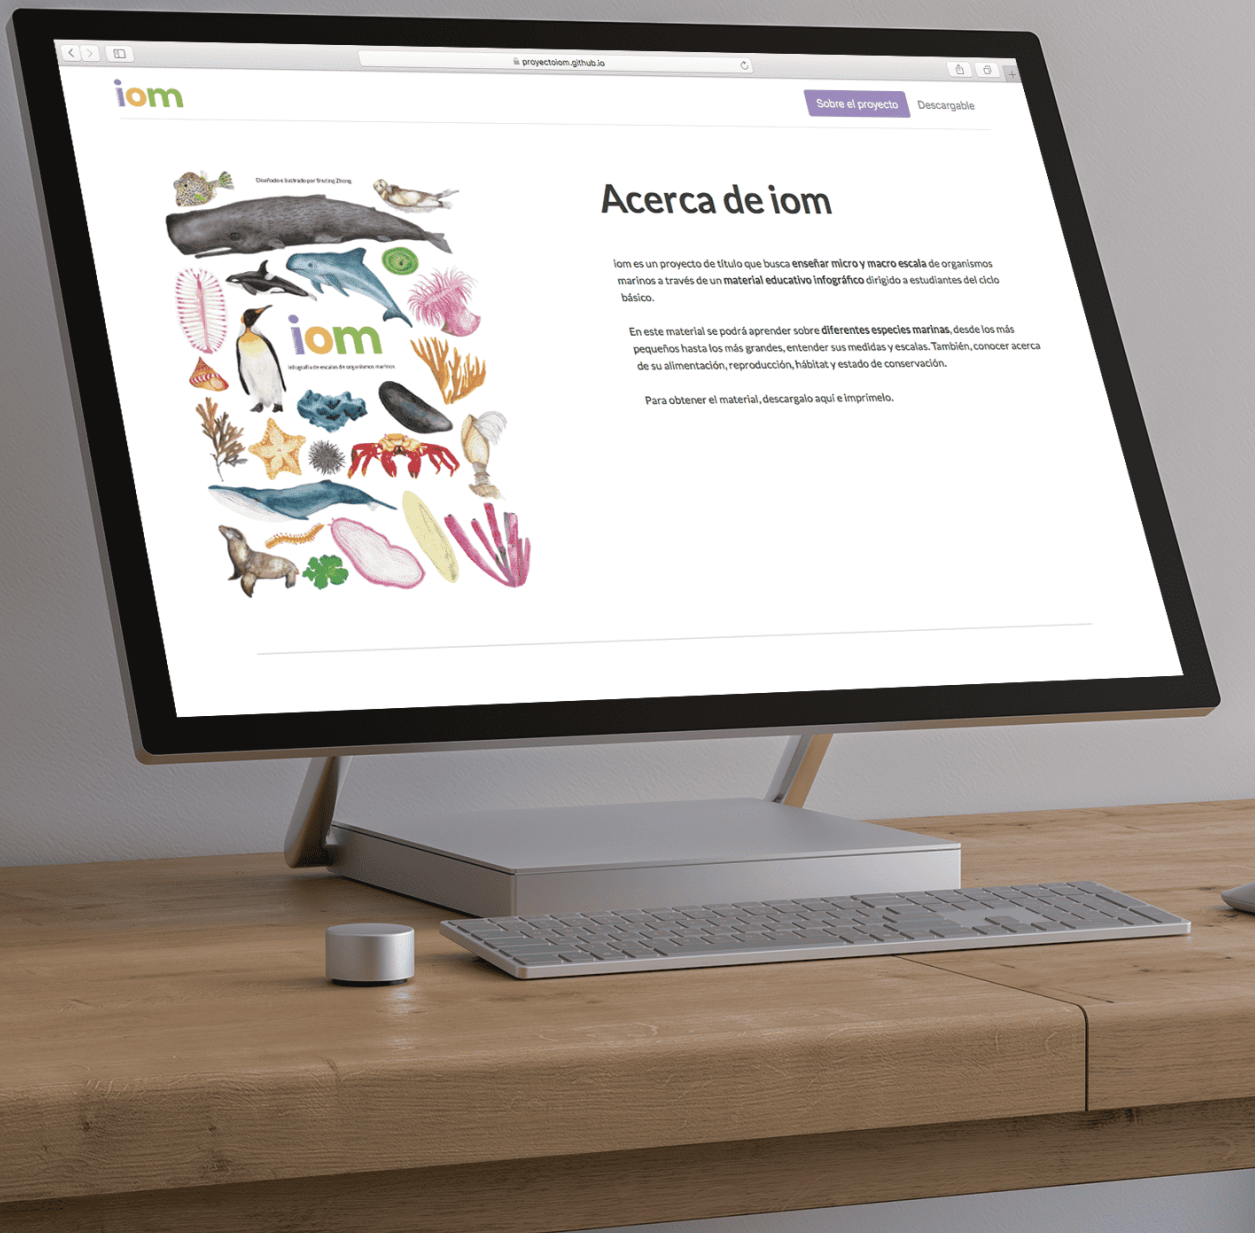 proyectoiom.github.io
iom
Sobre el proyecto
Descargable
Diseñado e ilustrado por Yinting Zhong
iom
Infografía de escalas de organismos marinos
Acerca de iom
iom es un proyecto de título que busca enseñar micro y macro escala de organismos
marinos a través de un material educativo infográfico dirigido a estudiantes del ciclo
básico.
En este material se podrá aprender sobre diferentes especies marinas, desde los más
pequeños hasta los más grandes, entender sus medidas y escalas. También, conocer acerca
de su alimentación, reproducción, hábitat y estado de conservación.
Para obtener el material, descargalo aquí e imprímelo.